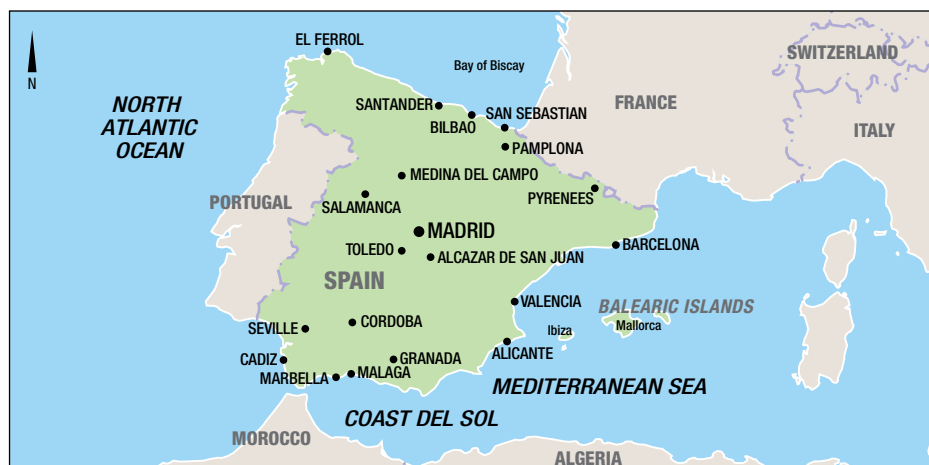 EL FERROL
N
Bay of Biscay
SWITZERLAND
NORTH
ATLANTIC
OCEAN
SANTANDER
BILBAO
SAN SEBASTIAN
FRANCE
ITALY
PAMPLONA
MEDINA DEL CAMPO
PORTUGAL
SALAMANCA
PYRENEES
MADRID
TOLEDO
ALCAZAR DE SAN JUAN
BARCELONA
SPAIN
VALENCIA
BALEARIC ISLANDS
Ibiza
Mallorca
SEVILLE
CORDOBA
ALICANTE
CADIZ
GRANADA
MARBELLA
MALAGA
MEDITERRANEAN SEA
COAST DEL SOL
MOROCCO
ALGERIA